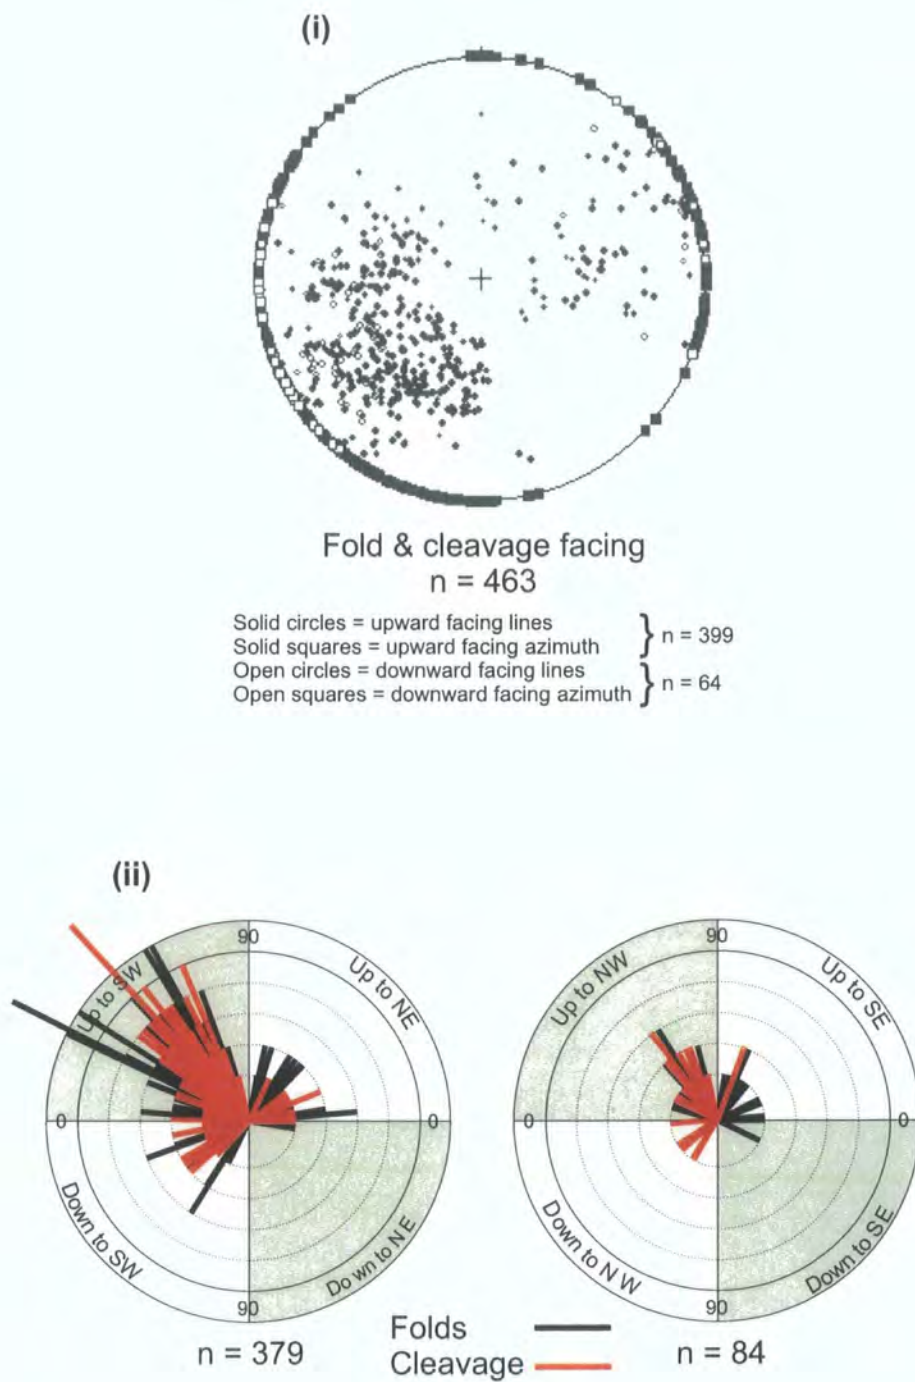 (i)
Fold & cleavage facing
n = 463
Solid circles = upward facing lines
Solid squares = upward facing azimuth
} n = 399
Open circles = downward facing lines
Open squares = downward facing azimuth
} n = 64
(ii)
90
Up to SW
Up to NE
0
0
Down to SW
Do wn to N E
90
n = 379
90
Up to NW
Up to SE
0
0
Down to N W
Down to SE
90
n = 84
Folds
Cleavage